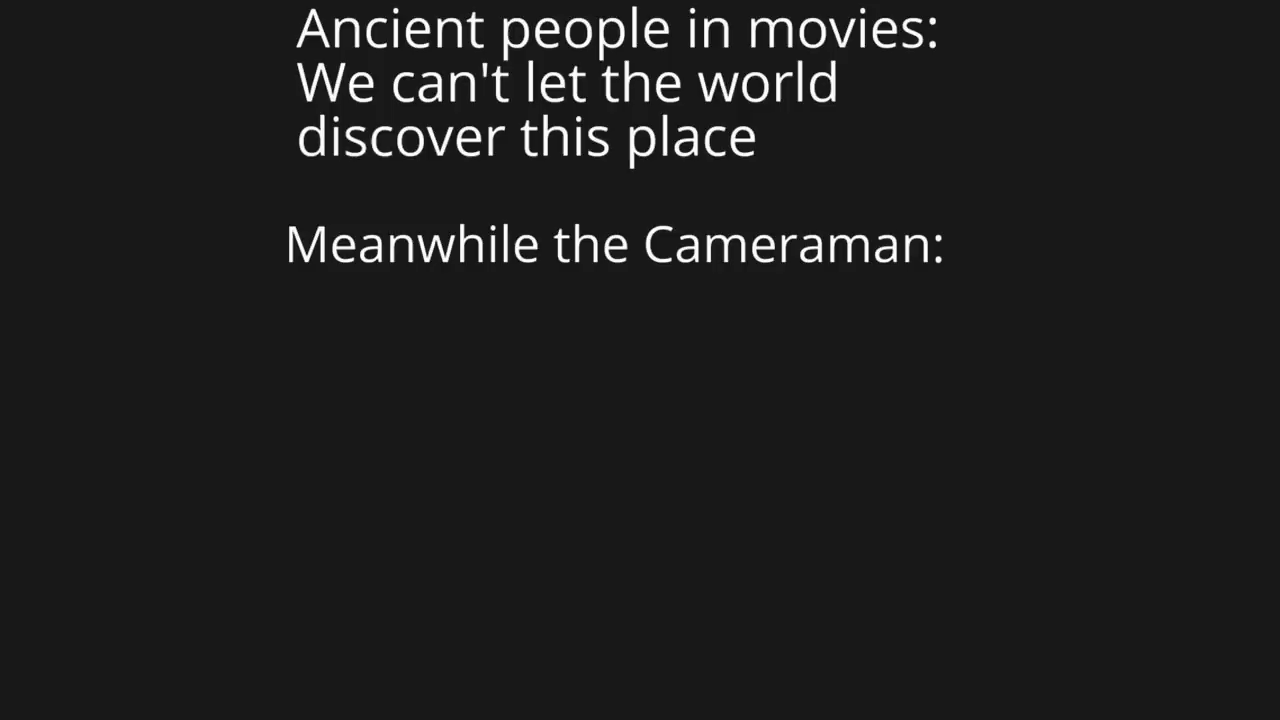 Ancient people in movies:
We can't let the world
discover this place
Meanwhile the Cameraman: